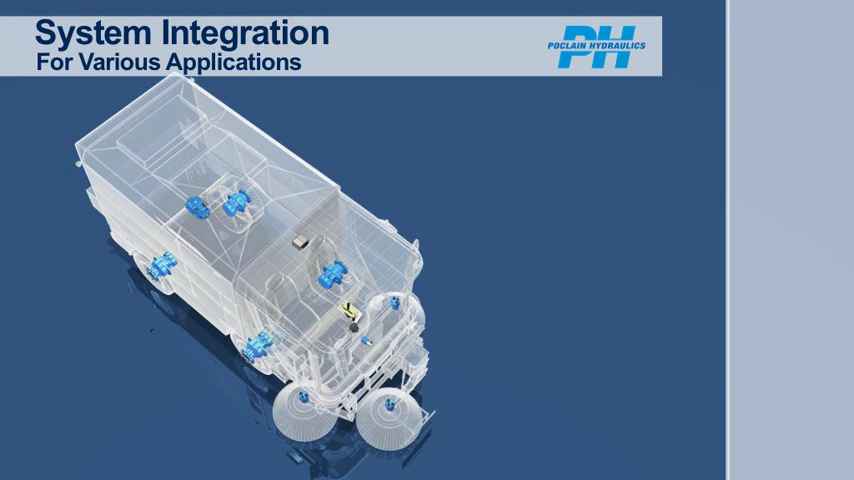 System Integration
For Various Applications
PH
POCLAIN HYDRAULICS